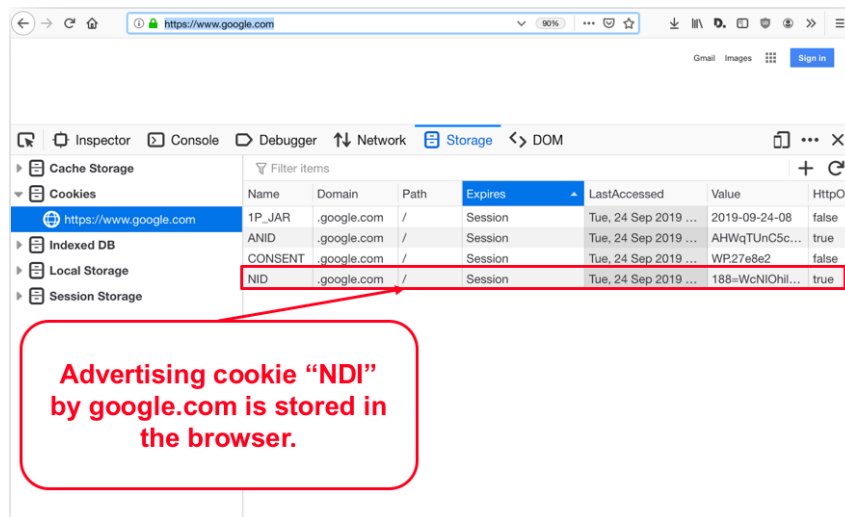 https://www.google.com 90%
Gmail Images Sign in
Inspector Console Debugger Network Storage DOM
Cache Storage
Filter items
Cookies
Name Domain Path Expires LastAccessed Value HttpO
https://www.google.com
1P_JAR .google.com / Session Tue, 24 Sep 2019 ... 2019-09-24-08 false
ANID .google.com / Session Tue, 24 Sep 2019 ... AHWqTUnC5c... true
Indexed DB
CONSENT .google.com / Session Tue, 24 Sep 2019 ... WP.27e8e2 false
Local Storage
NID .google.com / Session Tue, 24 Sep 2019 ... 188=WcNIOhil... true
Session Storage
Advertising cookie “NDI”
by google.com is stored in
the browser.